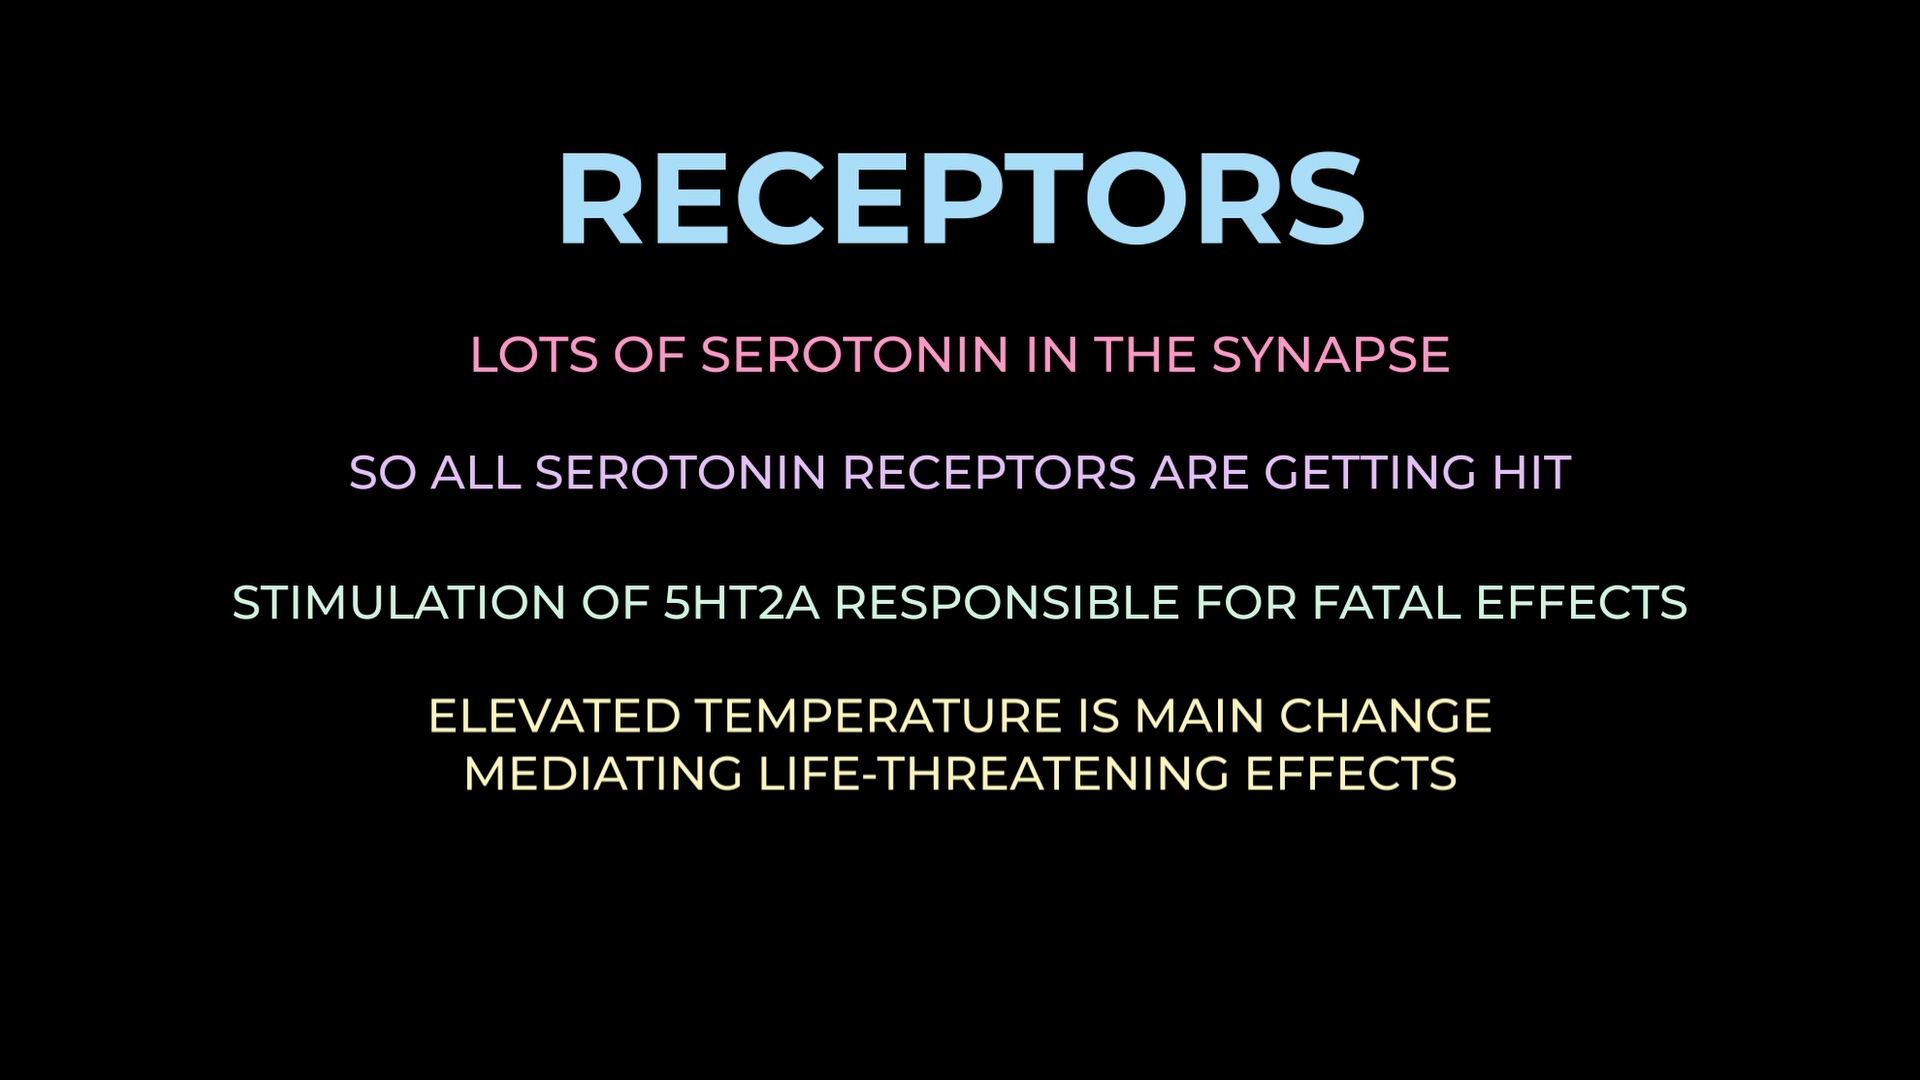 RECEPTORS
LOTS OF SEROTONIN IN THE SYNAPSE
SO ALL SEROTONIN RECEPTORS ARE GETTING HIT
STIMULATION OF 5HT2A RESPONSIBLE FOR FATAL EFFECTS
ELEVATED TEMPERATURE IS MAIN CHANGE
MEDIATING LIFE-THREATENING EFFECTS